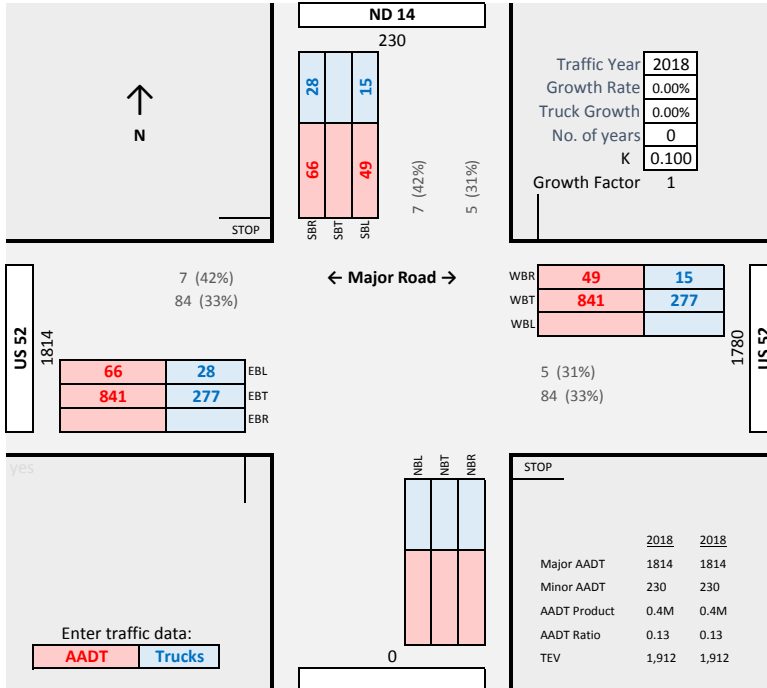 ND 14
230
28 15
66 49
SBR SBT SBL
7 (42%)
5 (31%)
N
STOP
Traffic Year 2018
Growth Rate 0.00%
Truck Growth 0.00%
No. of years 0
K 0.100
Growth Factor 1
7 (42%)
84 (33%)
← Major Road →
WBR 49 15
WBT 841 277
WBL
US 52
1814
1780
US 52
66 28 EBL
841 277 EBT
EBR
5 (31%)
84 (33%)
yes
NBL NBT NBR
STOP
2018 2018
Major AADT 1814 1814
Minor AADT 230 230
AADT Product 0.4M 0.4M
AADT Ratio 0.13 0.13
TEV 1,912 1,912
Enter traffic data:
AADT Trucks
0